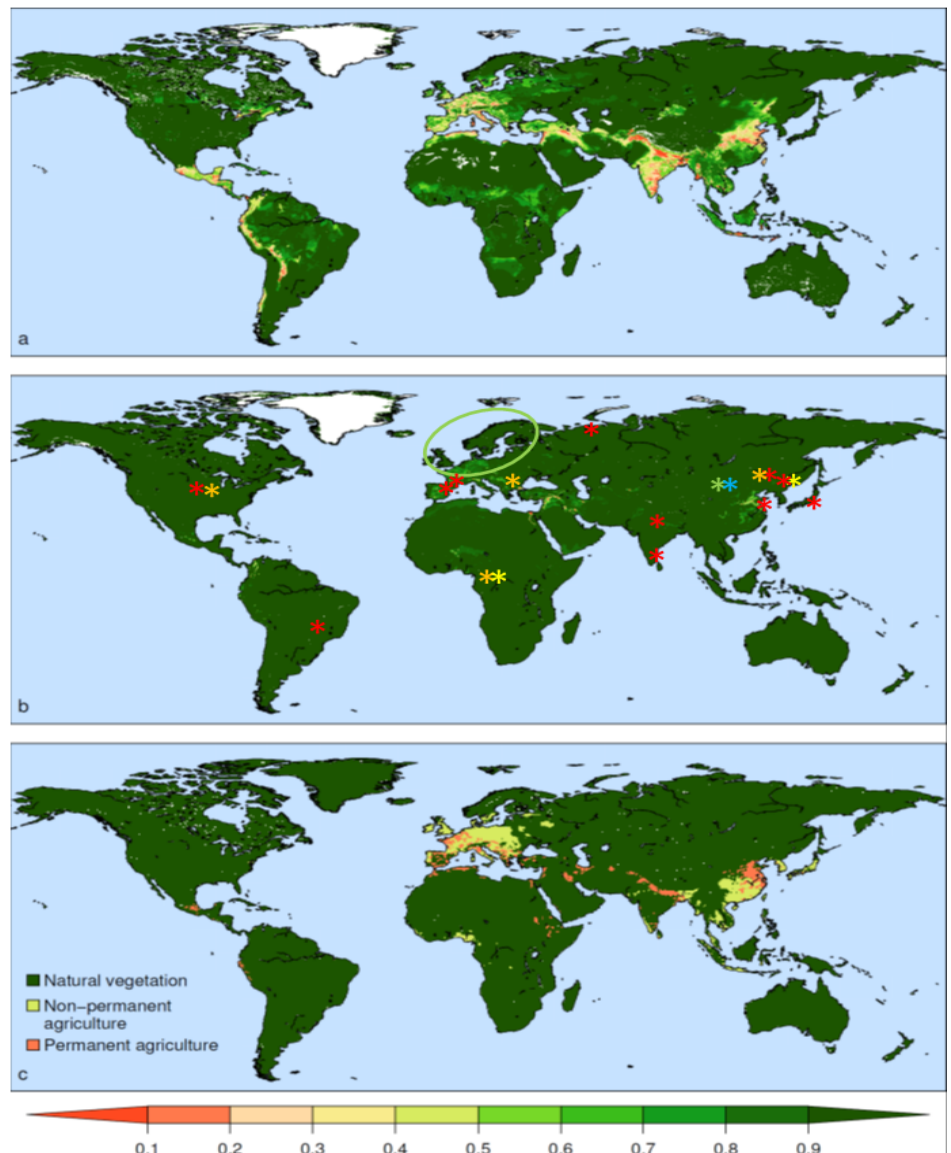 a
b
Natural vegetation
Non-permanent
agriculture
Permanent agriculture
c
0.1 0.2 0.3 0.4 0.5 0.6 0.7 0.8 0.9